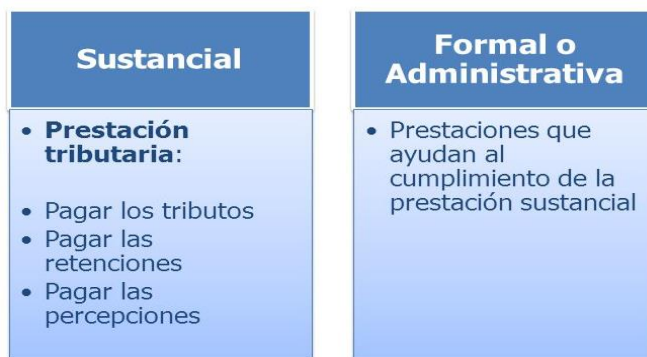 Sustancial
• Prestación
tributaria:
• Pagar los tributos
• Pagar las
retenciones
• Pagar las
percepciones
Formal o
Administrativa
• Prestaciones que
ayudan al
cumplimiento de la
prestación sustancial